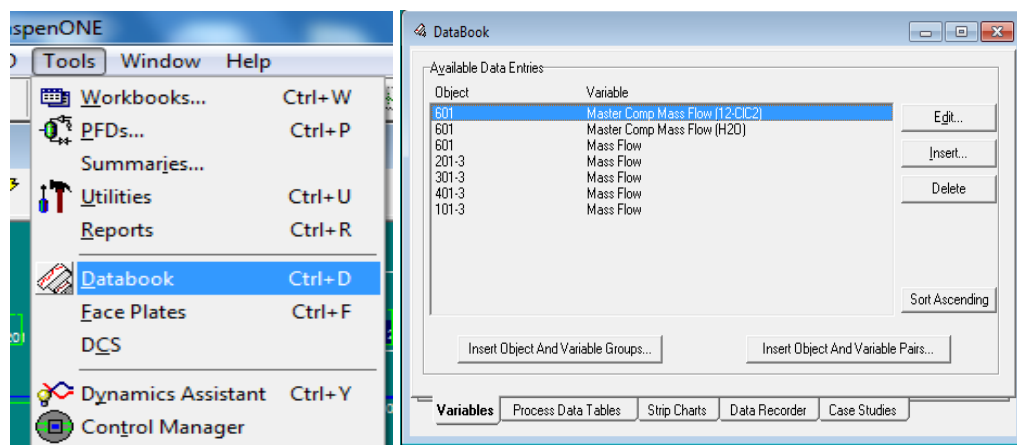 spenONE
Tools Window Help
Workbooks... Ctrl+W
PFDs... Ctrl+P
Summaries...
Utilities Ctrl+U
Reports Ctrl+R
Databook Ctrl+D
Face Plates Ctrl+F
DCS
Dynamics Assistant Ctrl+Y
Control Manager
DataBook
Available Data Entries
Object Variable
601 Master Comp Mass Flow (12-ClC2)
601 Master Comp Mass Flow (H2O)
601 Mass Flow
201-3 Mass Flow
301-3 Mass Flow
401-3 Mass Flow
101-3 Mass Flow
Edit...
Insert...
Delete
Sort Ascending
Insert Object And Variable Groups... Insert Object And Variable Pairs...
Variables Process Data Tables Strip Charts Data Recorder Case Studies